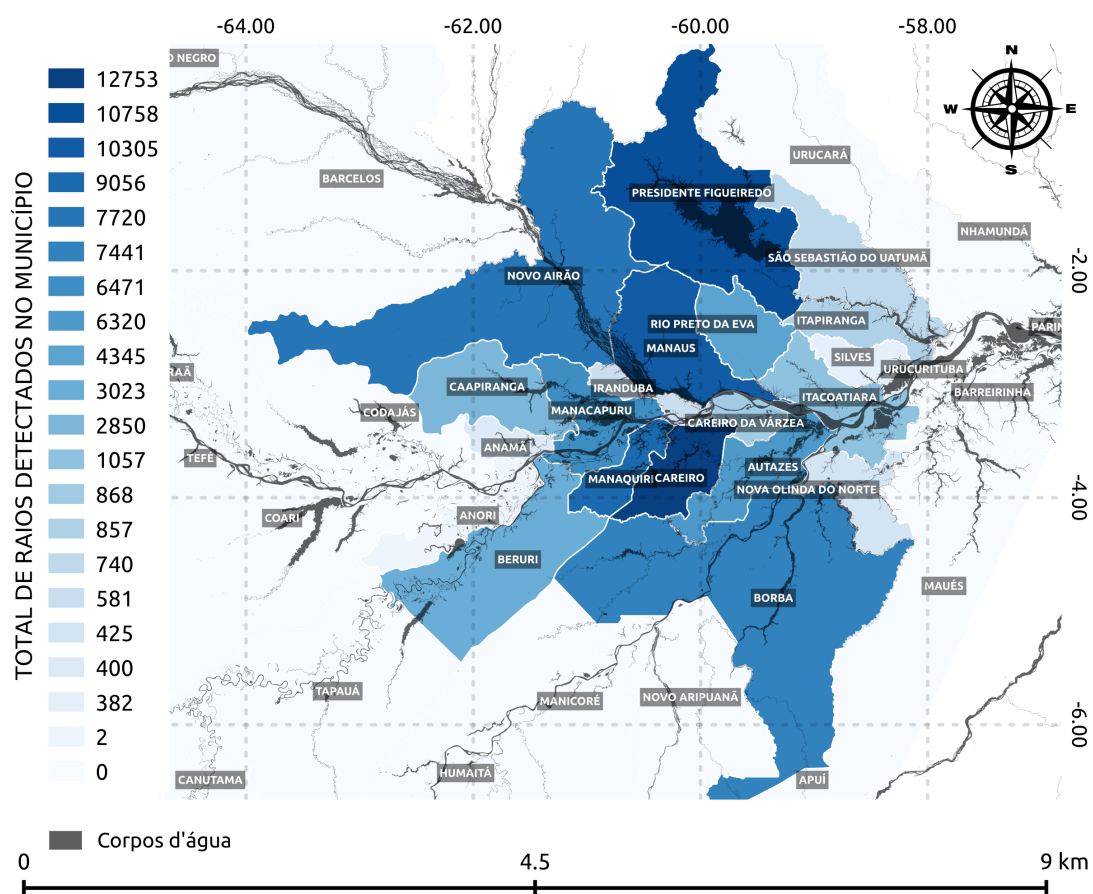 -64.00
-62.00
-60.00
-58.00
TOTAL DE RAIOS DETECTADOS NO MUNICÍPIO
12753
10758
10305
9056
7720
7441
6471
6320
4345
3023
2850
1057
868
857
740
581
425
400
382
2
0
N
W
E
S
O NEGRO
BARCELOS
URUCARÁ
PRESIDENTE FIGUEIREDO
NHAMUNDÁ
SÃO SEBASTIÃO DO UATUMÃ
NOVO AIRÃO
-2.00
RIO PRETO DA EVA
ITAPIRANGA
PARIN
MANAUS
SILVES
RAÃ
URUCURITUBA
CAAPIRANGA
IRANDUBA
BARREIRINHA
ITACOATIARA
CODAJÁS
MANACAPURU
CAREIRO DA VÁRZEA
ANAMÃ
TEFÉ
AUTAZES
MANAQUIRI
CAREIRO
NOVA OLINDA DO NORTE
-4.00
COARI
ANORI
BERURI
MAUÉS
BORBA
TAPAUÁ
NOVO ARIPUANÃ
MANICORÉ
-6.00
HUMAITÁ
CANUTAMA
APUÍ
Corpos d'água
0
4.5
9 km